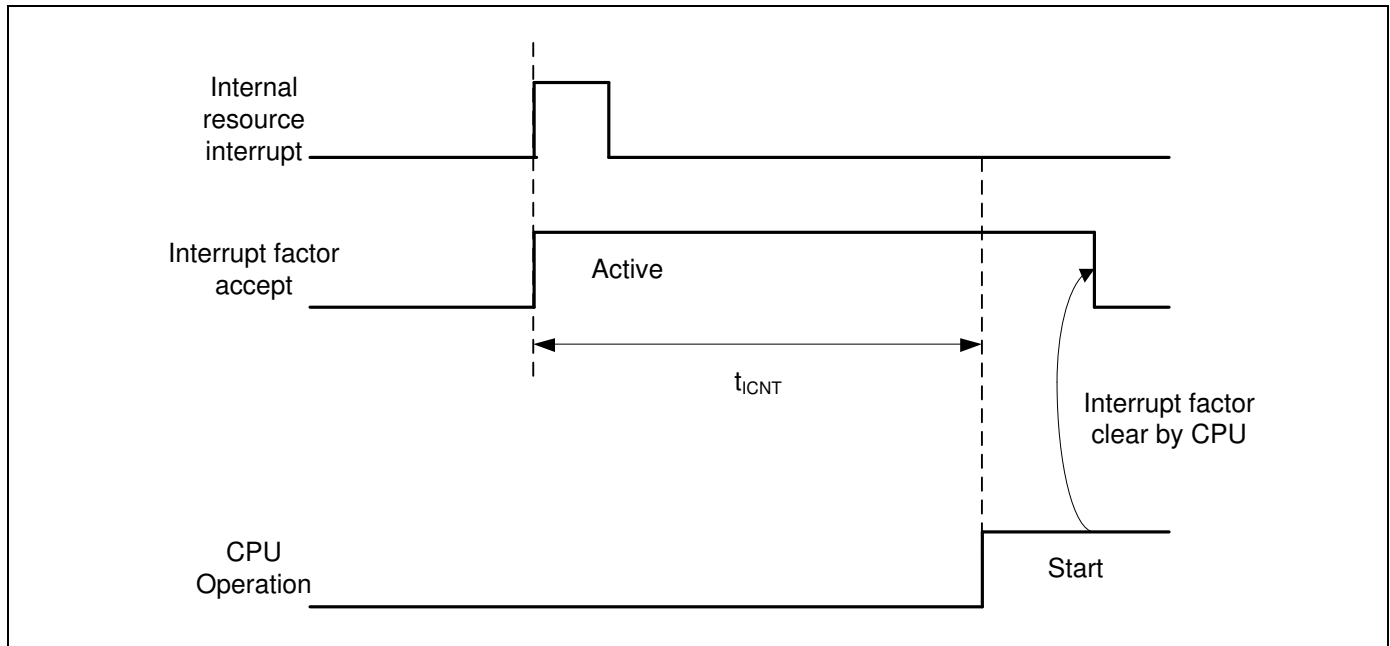 Internal
resource
interrupt
Interrupt factor
accept
Active
tICNT
Interrupt factor
clear by CPU
CPU
Operation
Start